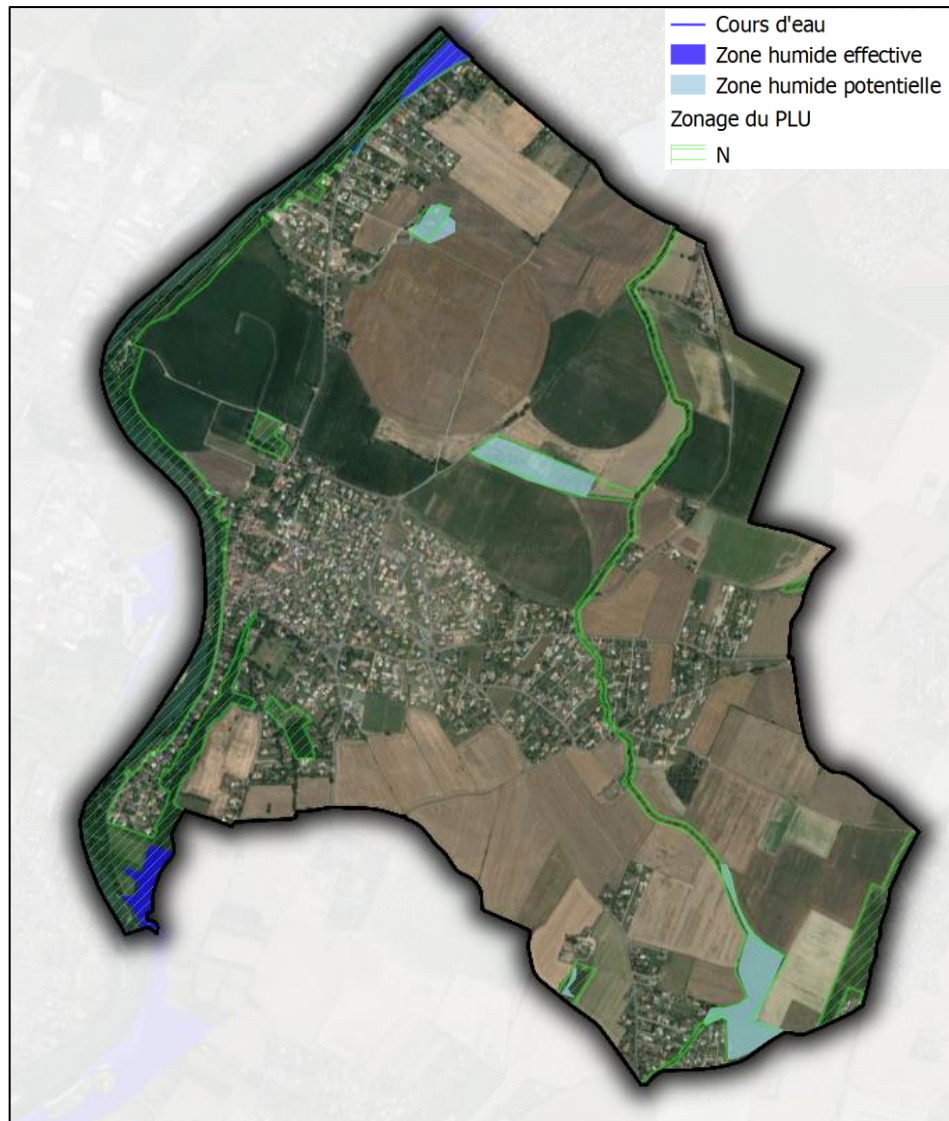 Cours d'eau
Zone humide effective
Zone humide potentielle
Zonage du PLU
N